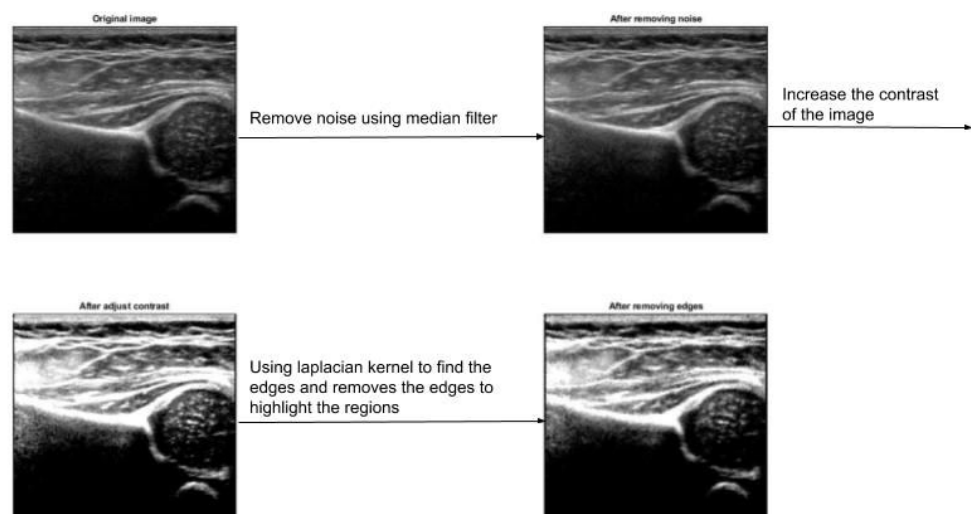 Original image
After removing noise
Remove noise using median filter
Increase the contrast
of the image
After adjust contrast
After removing edges
Using laplacian kernel to find the
edges and removes the edges to
highlight the regions